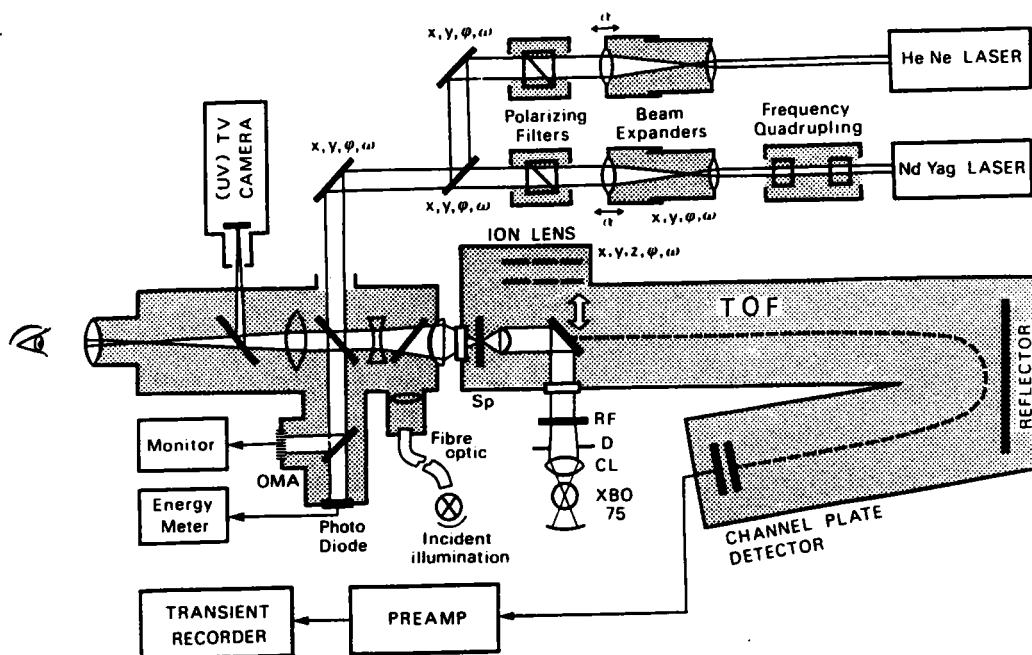 x, y, φ, ω
α
He Ne LASER
Polarizing
Filters
Beam
Expanders
Frequency
Quadrupling
(UV) TV
CAMERA
x, y, φ, ω
x, y, φ, ω
α
x, y, φ, ω
Nd Yag LASER
ION LENS
x, y, z, φ, ω
TOF
REFLECTOR
Sp
RF
D
CL
XBO
75
Monitor
OMA
Fibre
optic
Energy
Meter
Photo
Diode
Incident
illumination
CHANNEL PLATE
DETECTOR
TRANSIENT
RECORDER
PREAMP